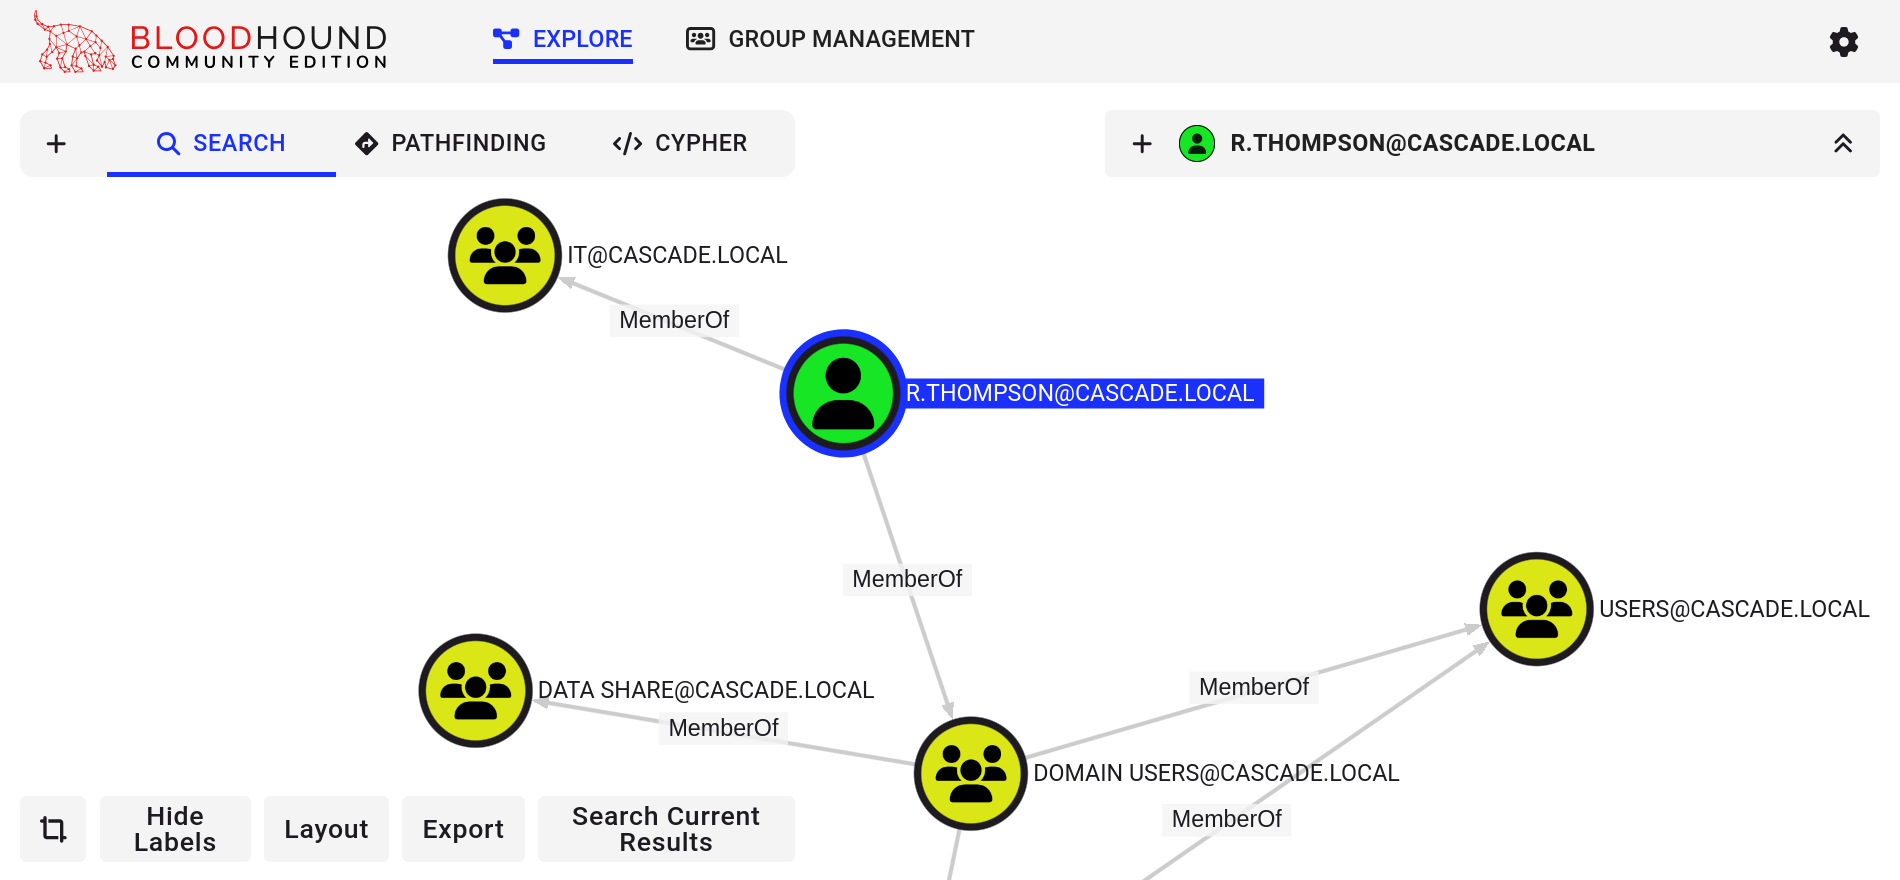 BLOODHOUND
COMMUNITY EDITION
EXPLORE
GROUP MANAGEMENT
SEARCH
PATHFINDING
CYPHER
R.THOMPSON@CASCADE.LOCAL
IT@CASCADE.LOCAL
MemberOf
R.THOMPSON@CASCADE.LOCAL
MemberOf
USERS@CASCADE.LOCAL
DATA SHARE@CASCADE.LOCAL
MemberOf
MemberOf
DOMAIN USERS@CASCADE.LOCAL
MemberOf
Hide
Labels
Layout
Export
Search Current
Results